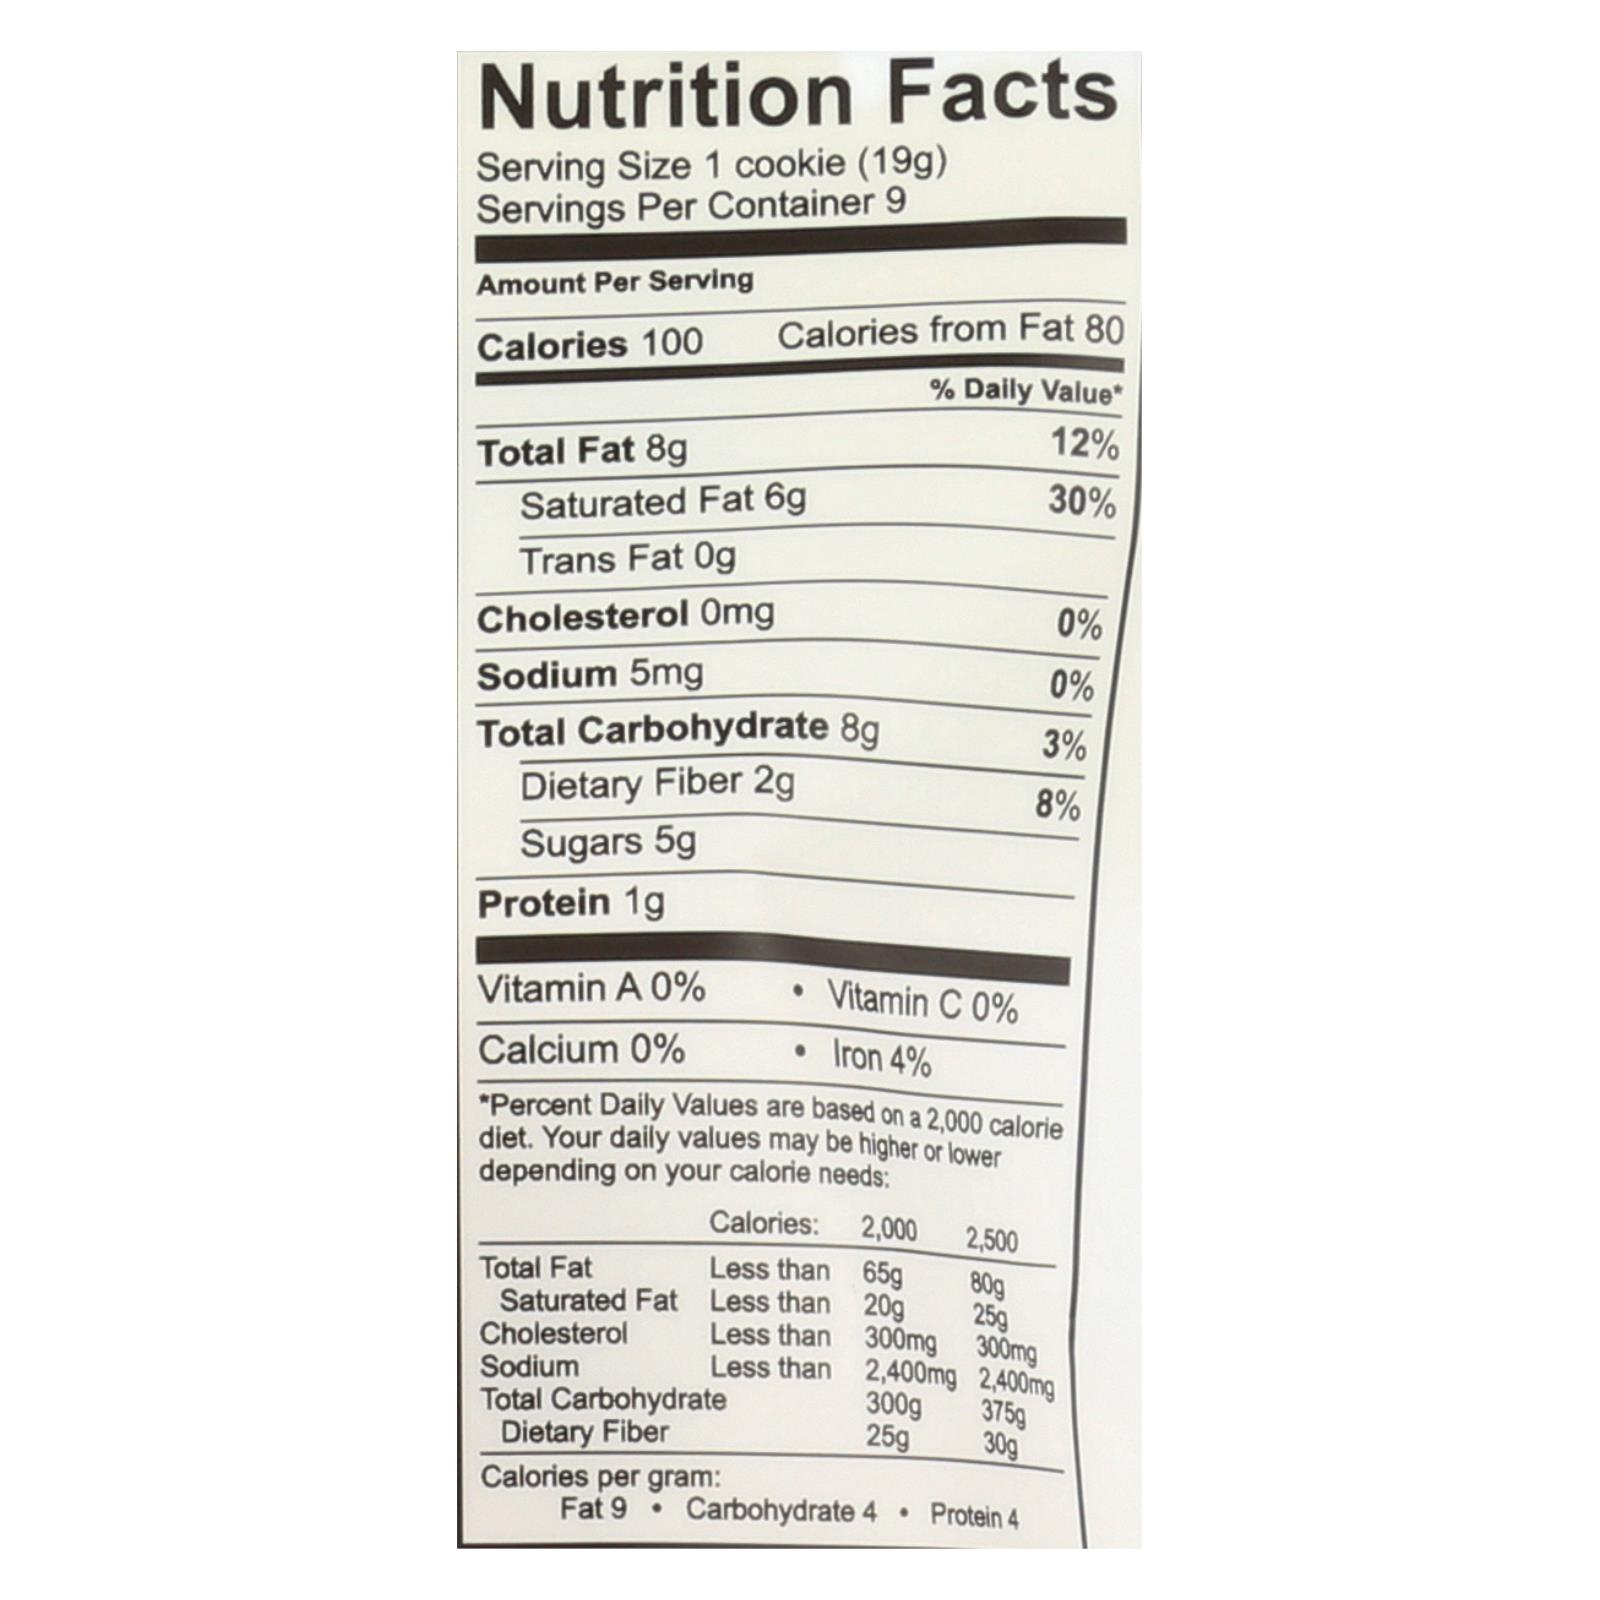 Nutrition Facts
Serving Size 1 cookie (19g)
Servings Per Container 9
Amount Per Serving
Calories 100 Calories from Fat 80
% Daily Value*
Total Fat 8g 12%
Saturated Fat 6g 30%
Trans Fat 0g
Cholesterol 0mg 0%
Sodium 5mg 0%
Total Carbohydrate 8g 3%
Dietary Fiber 2g 8%
Sugars 5g
Protein 1g
Vitamin A 0% • Vitamin C 0%
Calcium 0% • Iron 4%
*Percent Daily Values are based on a 2,000 calorie
diet. Your daily values may be higher or lower
depending on your calorie needs:
Calories: 2,000 2,500
Total Fat Less than 65g 80g
Saturated Fat Less than 20g 25g
Cholesterol Less than 300mg 300mg
Sodium Less than 2,400mg 2,400mg
Total Carbohydrate 300g 375g
Dietary Fiber 25g 30g
Calories per gram:
Fat 9 • Carbohydrate 4 • Protein 4